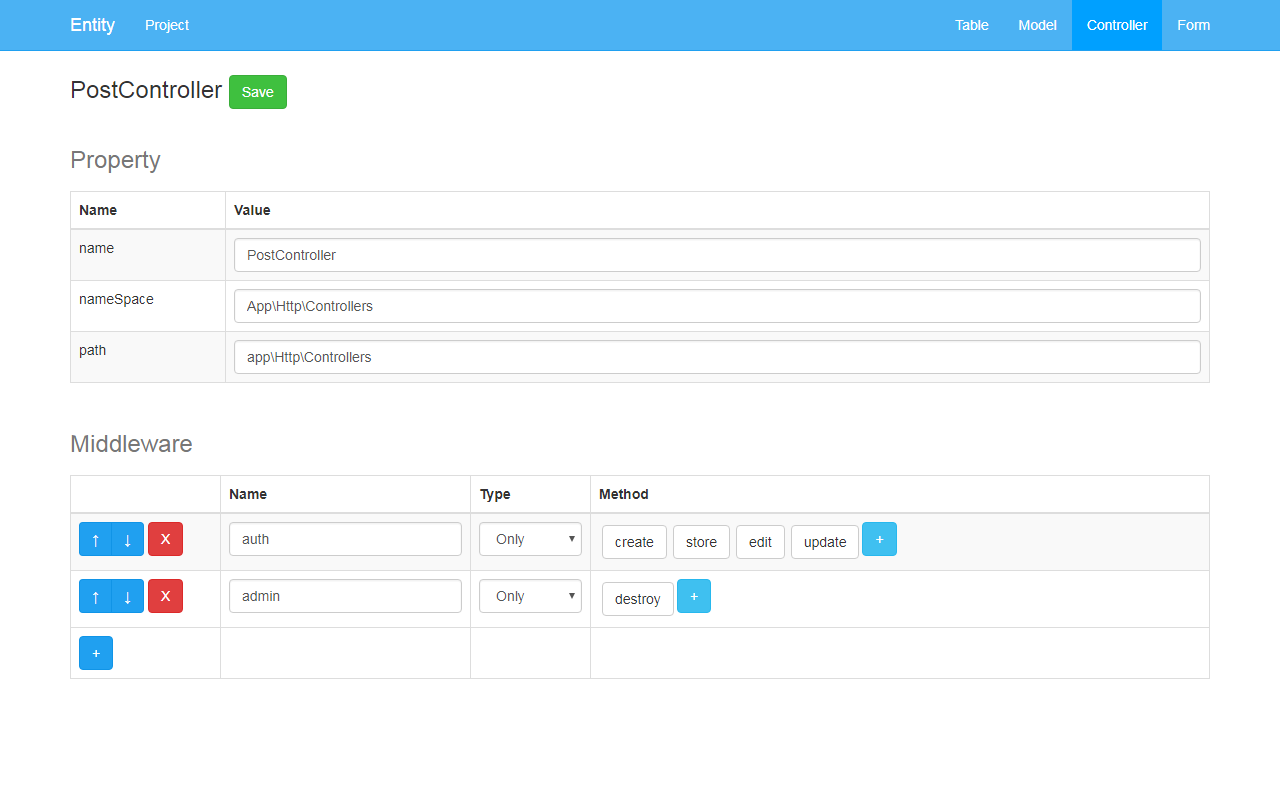 Entity Project Table Model Controller Form
PostController Save
Property
Name Value
name PostController
nameSpace App\Http\Controllers
path app\Http\Controllers
Middleware
Name Type Method
↑ ↓ X auth Only create store edit update +
↑ ↓ X admin Only destroy +
+